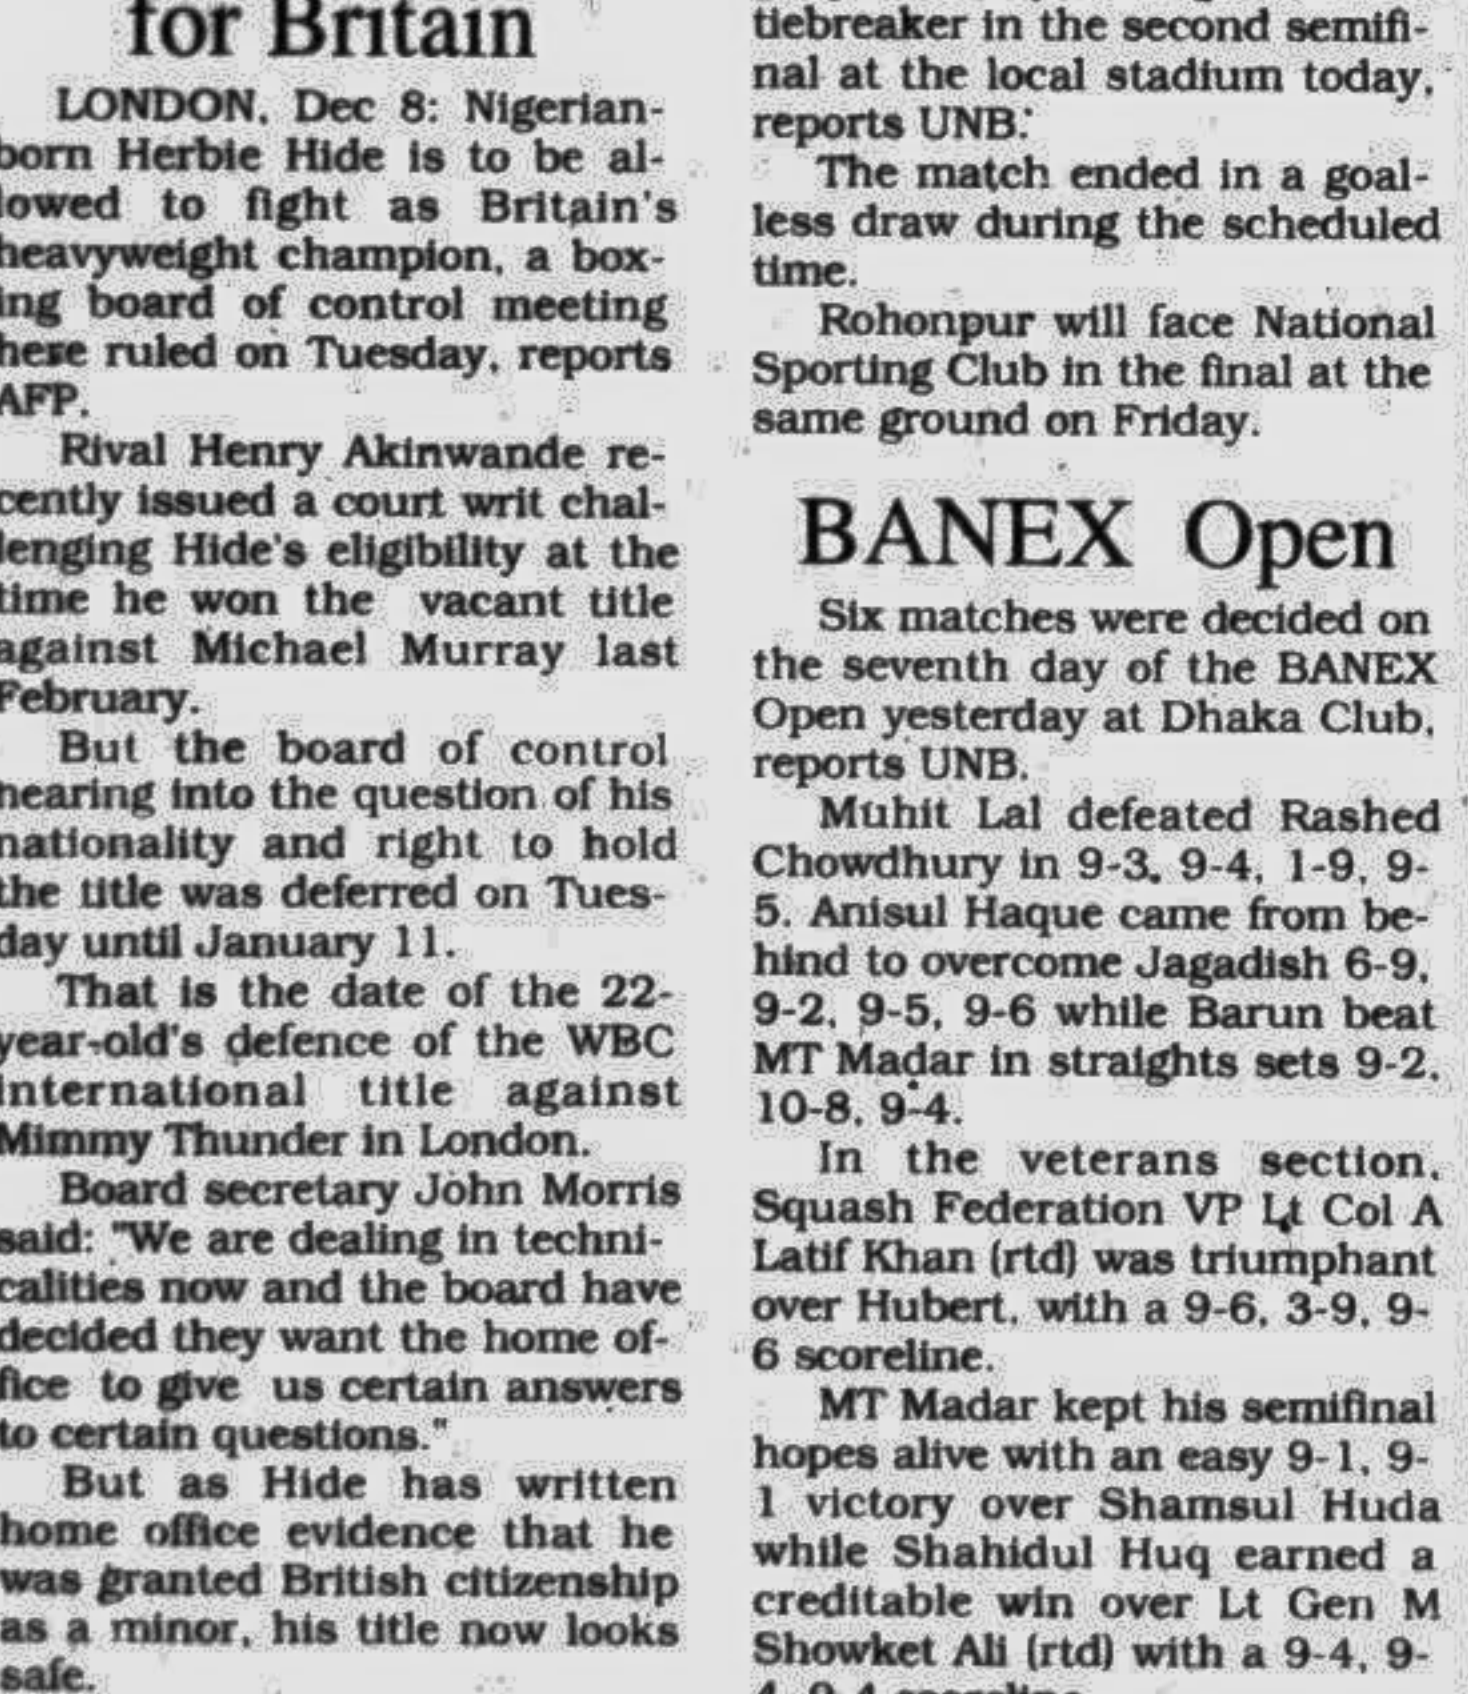 for Britain
LONDON, Dec 8: Nigerian-
born Herbie Hide is to be al-
lowed to fight as Britain's
heavyweight champion, a box-
ing board of control meeting
here ruled on Tuesday, reports
AFP.
Rival Henry Akinwande re-
cently issued a court writ chal-
lenging Hide's eligibility at the
time he won the vacant title
against Michael Murray last
February.
But the board of control
hearing into the question of his
nationality and right to hold
the title was deferred on Tues-
day until January 11.
That is the date of the 22-
year-old's defence of the WBC
International title against
Mimmy Thunder in London.
Board secretary John Morris
said: "We are dealing in techni-
calities now and the board have
decided they want the home of-
fice to give us certain answers
to certain questions."
But as Hide has written
home office evidence that he
was granted British citizenship
as a minor, his title now looks
safe.
tiebreaker in the second semifi-
nal at the local stadium today,
reports UNB.
The match ended in a goal-
less draw during the scheduled
time.
Rohonpur will face National
Sporting Club in the final at the
same ground on Friday.
BANEX Open
Six matches were decided on
the seventh day of the BANEX
Open yesterday at Dhaka Club,
reports UNB.
Muhit Lal defeated Rashed
Chowdhury in 9-3, 9-4, 1-9, 9-
5. Anisul Haque came from be-
hind to overcome Jagadish 6-9,
9-2, 9-5, 9-6 while Barun beat
MT Madar in straights sets 9-2,
10-8, 9-4.
In the veterans section,
Squash Federation VP Lt Col A
Latif Khan (rtd) was triumphant
over Hubert, with a 9-6, 3-9, 9-
6 scoreline.
MT Madar kept his semifinal
hopes alive with an easy 9-1, 9-
1 victory over Shamsul Huda
while Shahidul Huq earned a
creditable win over Lt Gen M
Showket Ali (rtd) with a 9-4, 9-